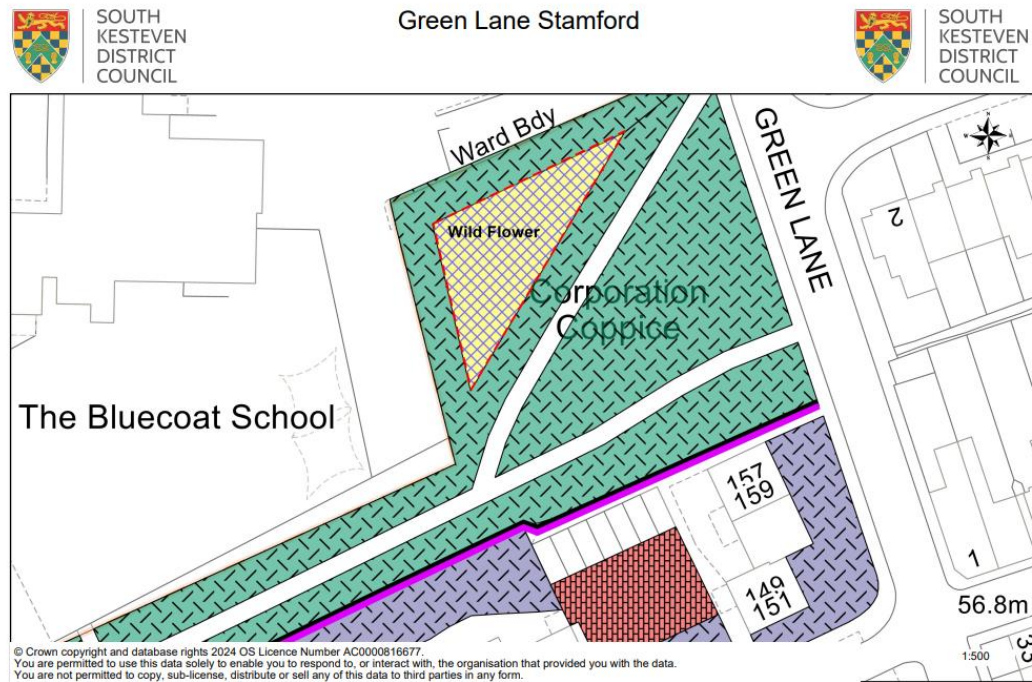 SOUTH
KESTEVEN
DISTRICT
COUNCIL
Green Lane Stamford
SOUTH
KESTEVEN
DISTRICT
COUNCIL
Ward Bdy
GREEN LANE
Wild Flower
2
Corporation
Coppice
The Bluecoat School
157
159
149
151
1
56.8m
35
1:500
© Crown copyright and database rights 2024 OS Licence Number AC0000816677.
You are permitted to use this data solely to enable you to respond to, or interact with, the organisation that provided you with the data.
You are not permitted to copy, sub-license, distribute or sell any of this data to third parties in any form.